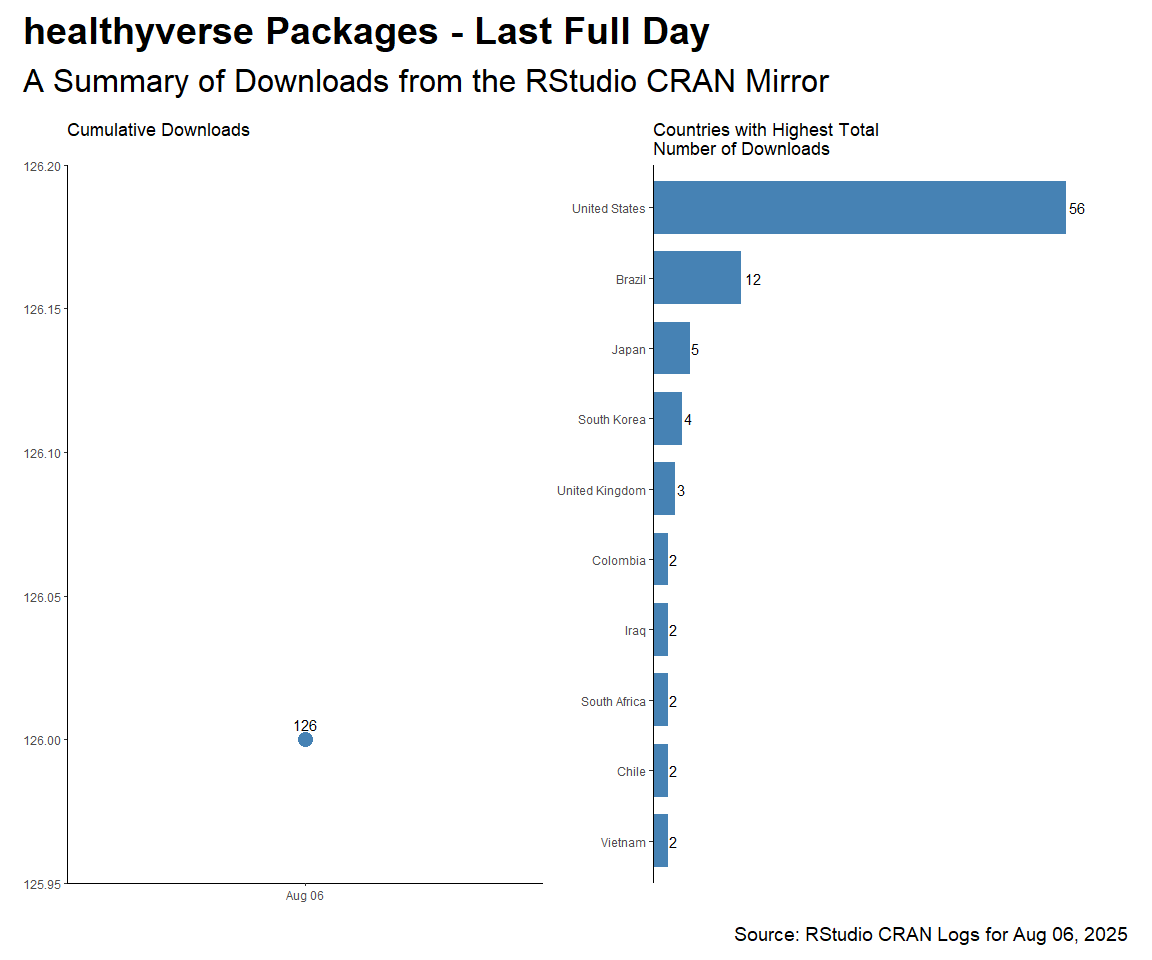 healthyverse Packages - Last Full Day
A Summary of Downloads from the RStudio CRAN Mirror
Cumulative Downloads
126.20
126.15
126.10
126.05
126.00
125.95
126
Aug 06
Countries with Highest Total
Number of Downloads
United States 56
Brazil 12
Japan 5
South Korea 4
United Kingdom 3
Colombia 2
Iraq 2
South Africa 2
Chile 2
Vietnam 2
Source: RStudio CRAN Logs for Aug 06, 2025